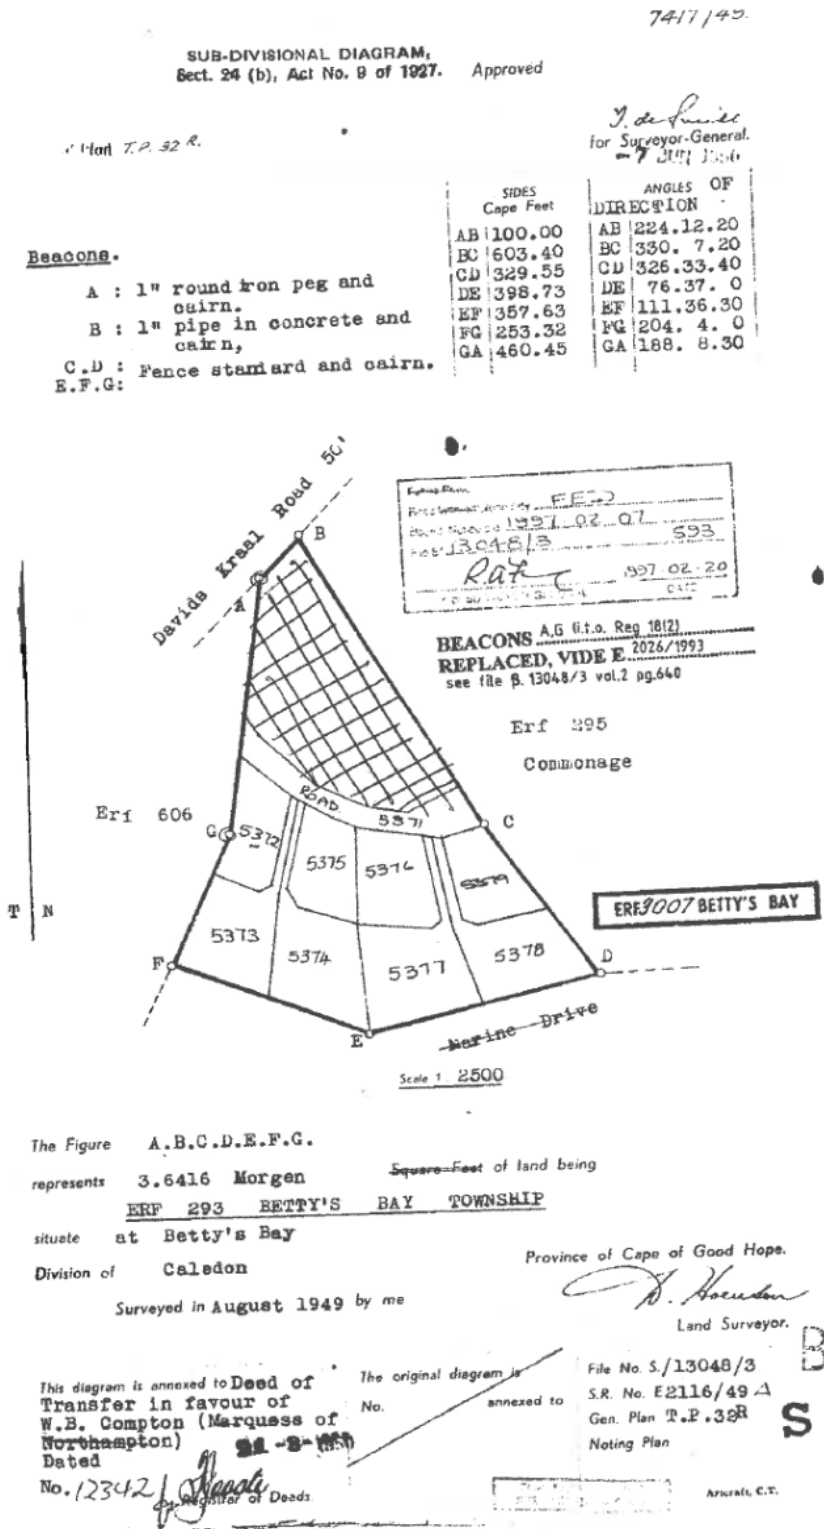 7417/49.
SUB-DIVISIONAL DIAGRAM,
Sect. 24 (b), Act No. 9 of 1927. Approved
T.P. 32 R.
for Surveyor-General.
-7 JUN
SIDES
Cape Feet
ANGLES OF
DIRECTION
AB 100.00 AB 224.12.20
BC 603.40 BC 330. 7.20
CD 329.55 CD 326.33.40
DE 398.73 DE 76.37. 0
EF 357.63 EF 111.36.30
FG 253.32 FG 204. 4. 0
GA 460.45 GA 188. 8.30
Beacons.
A : 1" round iron peg and
cairn.
B : 1" pipe in concrete and
cairn,
C.D :
E.F.G: Fence standard and cairn.
Davids Kraal Road 50'
B
A
1997 02 07
13048/3 593
1997-02-20
DATE
BEACONS A,G (i.t.o. Reg 18(2)
REPLACED, VIDE E 2026/1993
see file β. 13048/3 vol.2 pg.640
Erf 295
Commonage
ROAD
5371
C
Erf 606
G
5372
5375
5376
5379
T N
ERF 3007 BETTY'S BAY
5373
5374
5377
5378
F
D
E
Marine Drive
Scale 1 2500
The Figure A.B.C.D.E.F.G.
represents 3.6416 Morgen Square Feet of land being
ERF 293 BETTY'S BAY TOWNSHIP
situate at Betty's Bay
Division of Caledon
Province of Cape of Good Hope.
Surveyed in August 1949 by me
Land Surveyor.
This diagram is annexed to Deed of
Transfer in favour of
W.B. Compton (Marquess of
Northampton)
Dated
No. 12342
Registrar of Deeds.
The original diagram is
No. annexed to
File No. S./13048/3
S.R. No. E2116/49 A
Gen. Plan T.P.32R
Noting Plan
B
S
Artcraft, C.T.